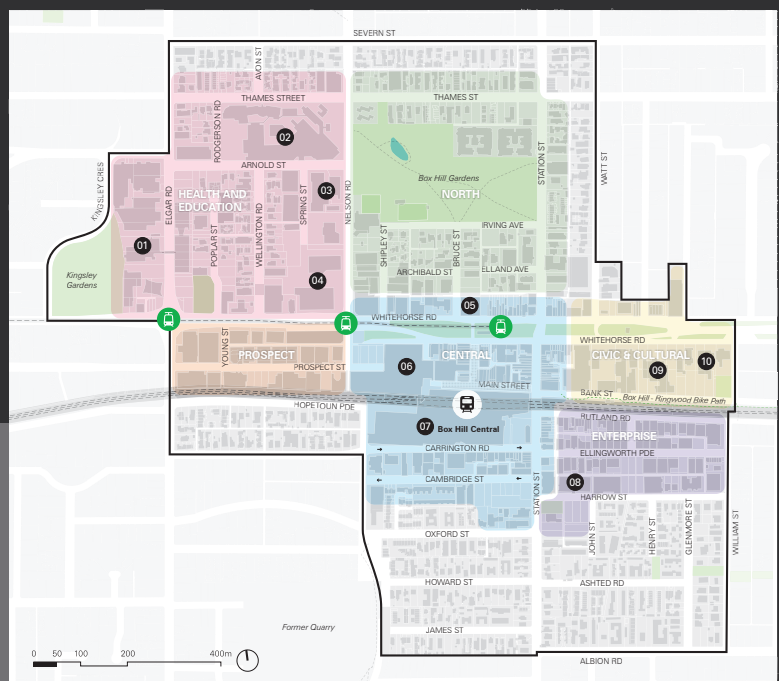 SEVERN ST
AVON ST
THAMES STREET
THAMES ST
RODGERSON RD
02
ARNOLD ST
STATION ST
WATT ST
KINGSLEY CRES
Box Hill Gardens
ELGAR RD
HEALTH AND
EDUCATION
SPRING ST
03
NELSON RD
NORTH
POPLAR ST
WELLINGTON RD
SHIPLEY ST
BRUCE ST
IRVING AVE
01
Kingsley
Gardens
04
ARCHIBALD ST
ELLAND AVE
05
WHITEHORSE RD
WHITEHORSE RD
YOUNG ST
PROSPECT
CENTRAL
CIVIC & CULTURAL
PROSPECT ST
06
09
10
MAIN STREET
BANK ST
Box Hill - Ringwood Bike Path
HOPETOUN PDE
RUTLAND RD
07
Box Hill Central
ENTERPRISE
CARRINGTON RD
ELLINGWORTH PDE
CAMBRIDGE ST
08
STATION ST
HARROW ST
OXFORD ST
JOHN ST
HENRY ST
GLENMORE ST
WILLIAM ST
HOWARD ST
ASHTED RD
Former Quarry
JAMES ST
ALBION RD
0 50 100 200 400m